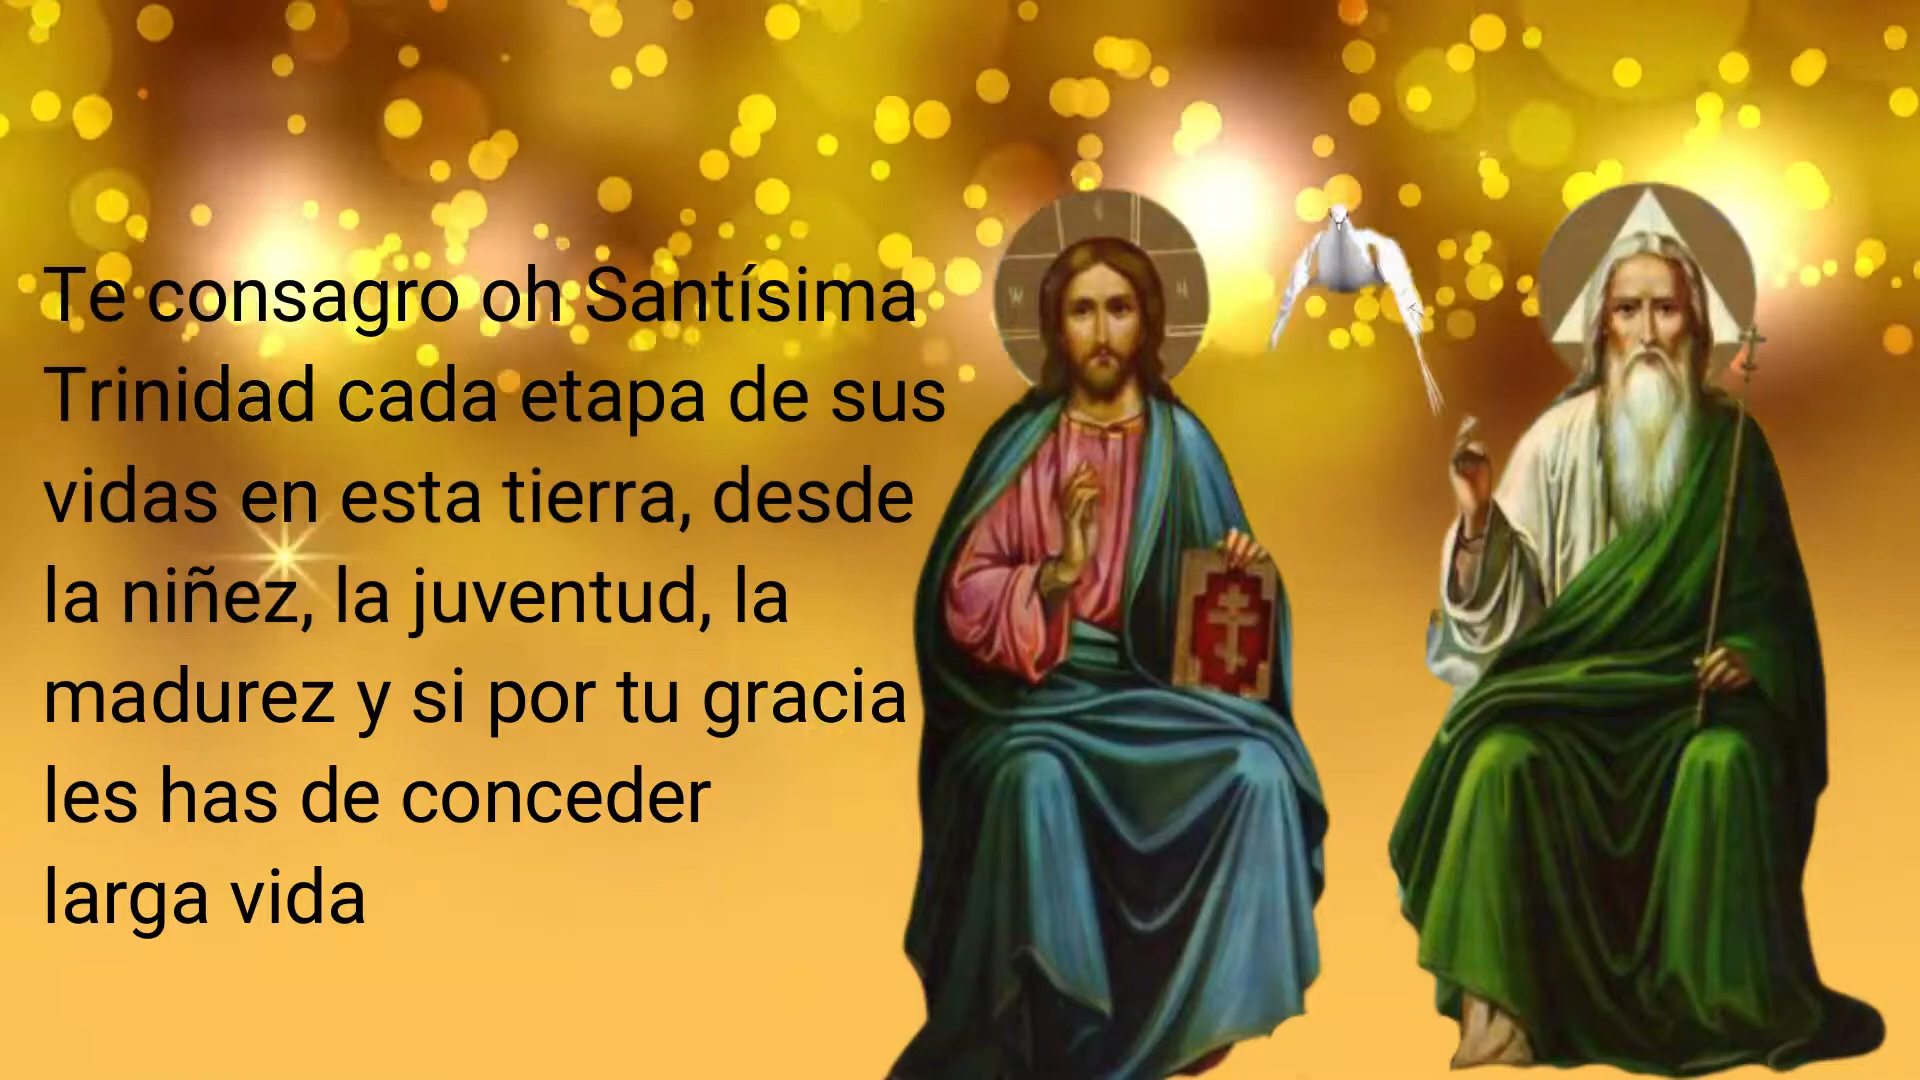 Te consagro oh Santísima
Trinidad cada etapa de sus
vidas en esta tierra, desde
la niñez, la juventud, la
madurez y si por tu gracia
les has de conceder
larga vida